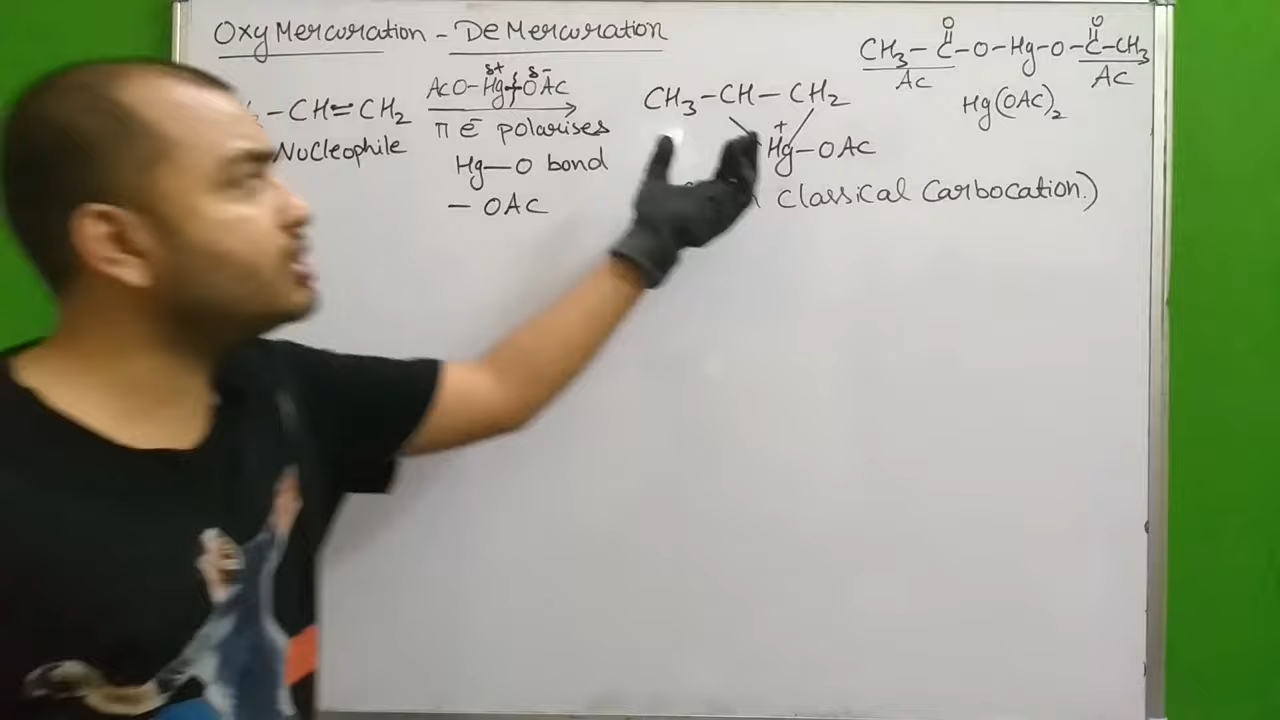 OxyMercuration - DeMercuration
CH₃-C-O-Hg-O-C-CH₃
O O
Ac Ac
Hg(OAc)₂
-CH=CH₂
Nucleophile
δ+ δ-
AcO-Hg-OAc
π e⁻ polarises
Hg-O bond
- OAC
CH₃-CH-CH₂
+
Hg-OAC
classical carbocation.)